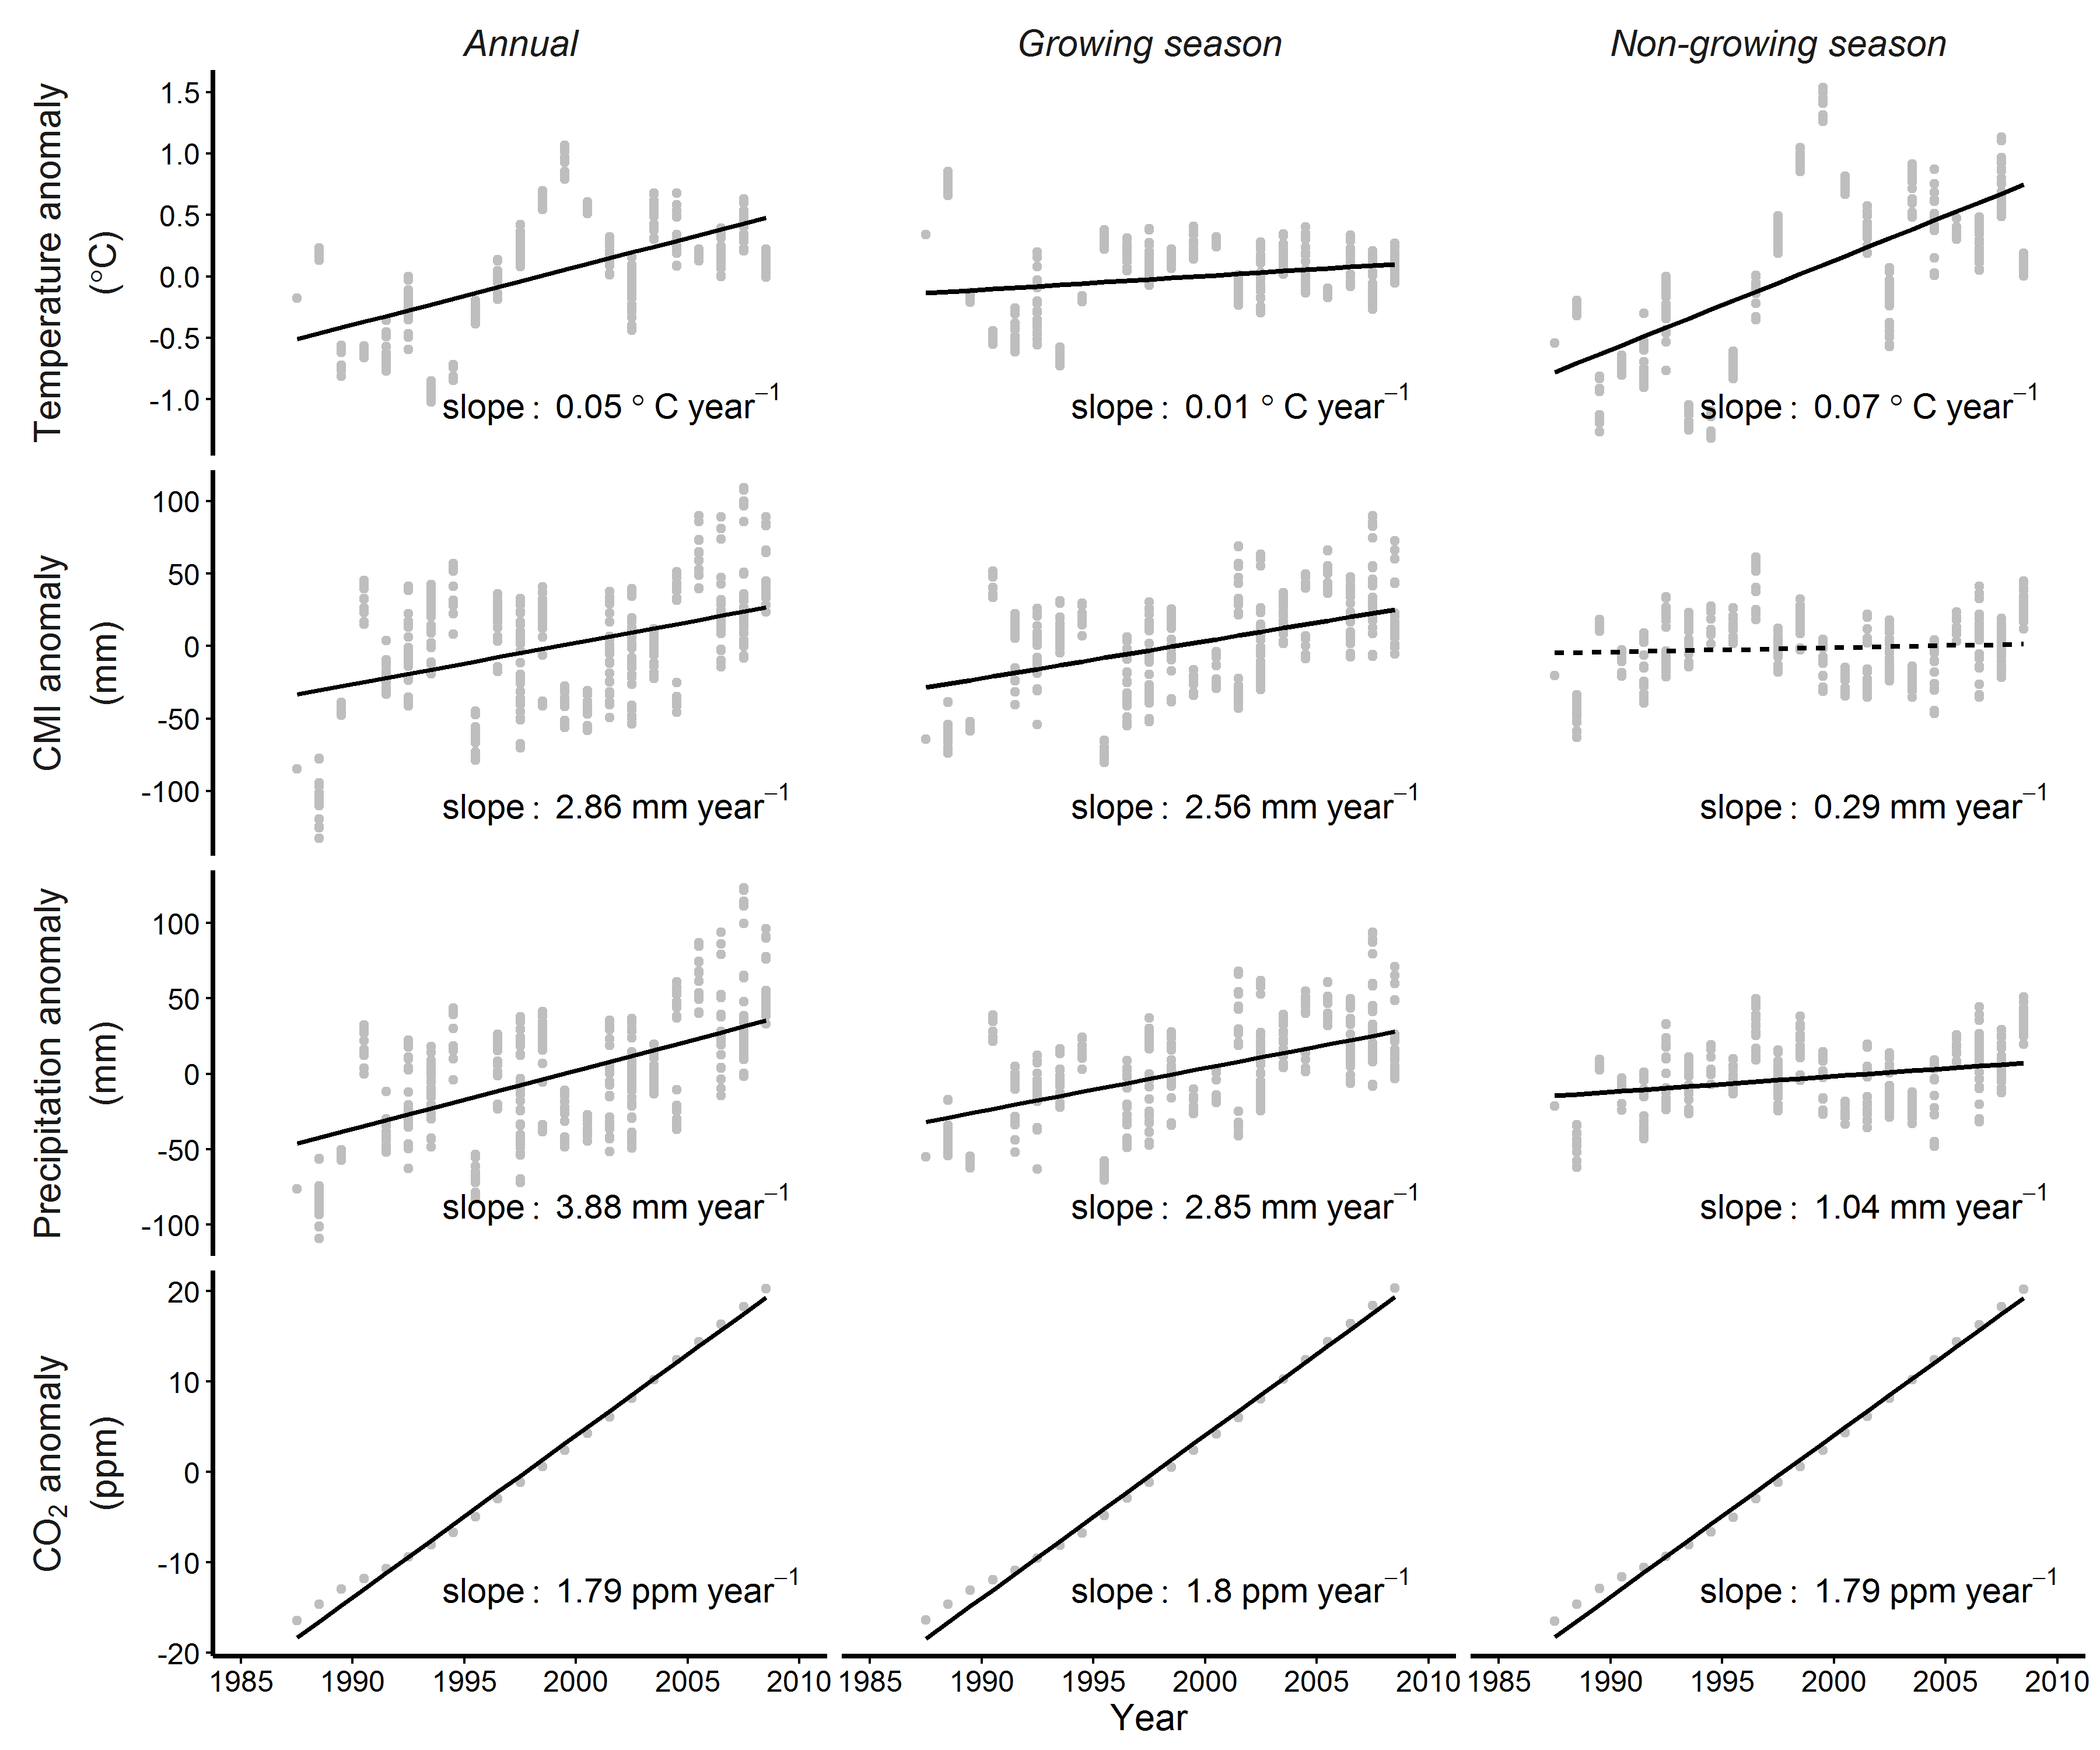 Annual Growing season Non-growing season
Temperature anomaly
(°C)
1.5
1.0
0.5
0.0
-0.5
-1.0
slope : 0.05 ° C year⁻¹
slope : 0.01 ° C year⁻¹
slope : 0.07 ° C year⁻¹
CMI anomaly
(mm)
100
50
0
-50
-100
slope : 2.86 mm year⁻¹
slope : 2.56 mm year⁻¹
slope : 0.29 mm year⁻¹
Precipitation anomaly
(mm)
100
50
0
-50
-100
slope : 3.88 mm year⁻¹
slope : 2.85 mm year⁻¹
slope : 1.04 mm year⁻¹
CO₂ anomaly
(ppm)
20
10
0
-10
-20
slope : 1.79 ppm year⁻¹
slope : 1.8 ppm year⁻¹
slope : 1.79 ppm year⁻¹
1985 1990 1995 2000 2005 2010 1985 1990 1995 2000 2005 2010 1985 1990 1995 2000 2005 2010
Year